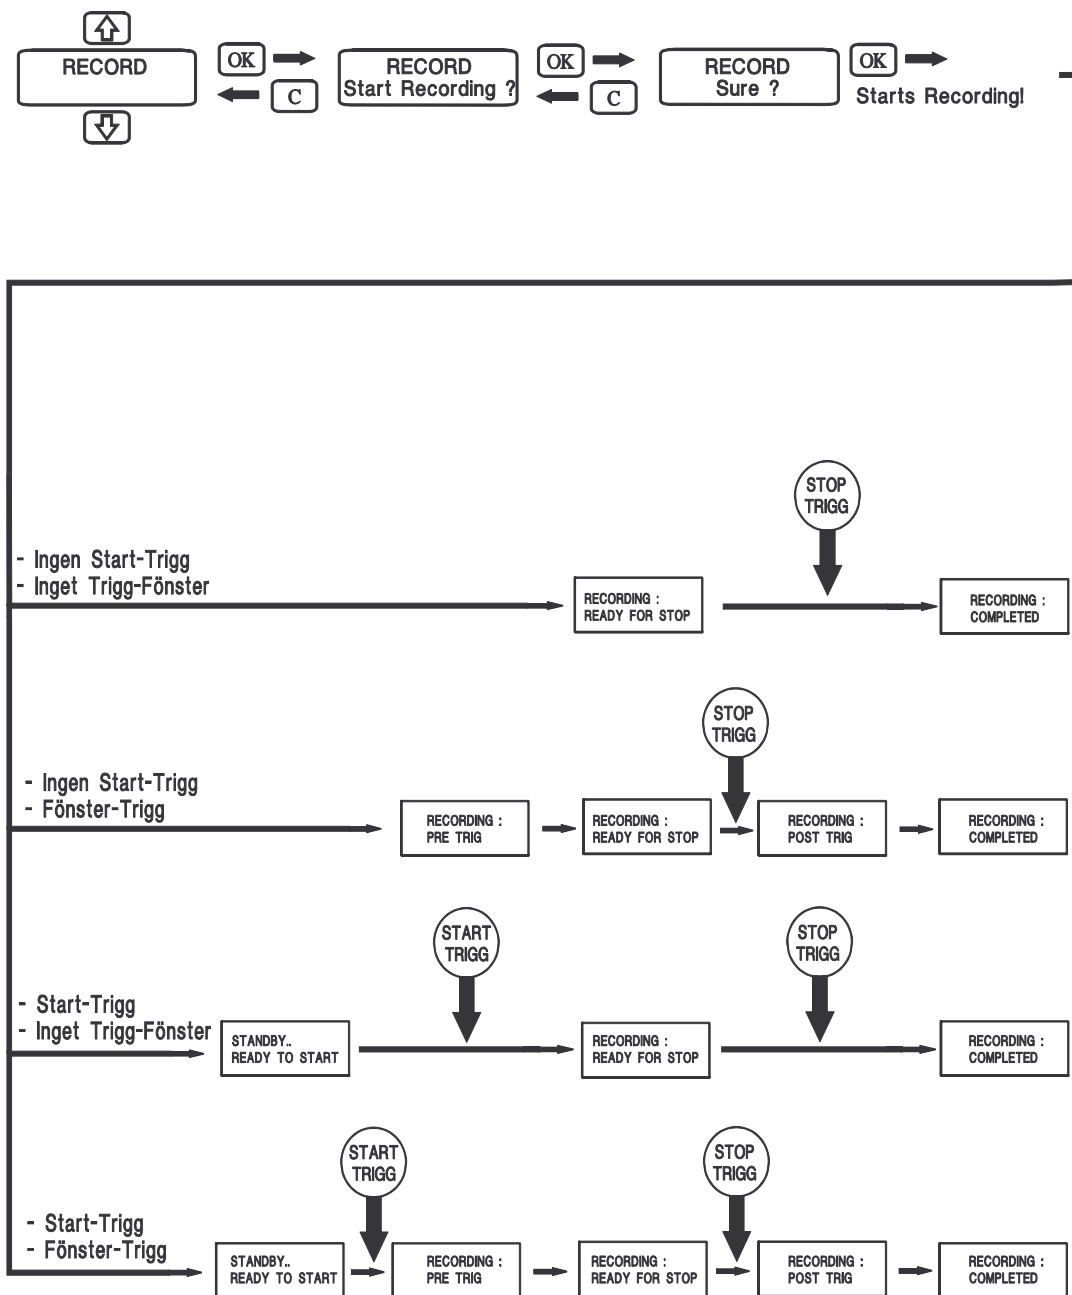 RECORD
OK
C
RECORD
Start Recording ?
OK
C
RECORD
Sure ?
OK
Starts Recording!
STOP
TRIGG
- Ingen Start-Trigg
- Inget Trigg-Fönster
RECORDING :
READY FOR STOP
RECORDING :
COMPLETED
STOP
TRIGG
- Ingen Start-Trigg
- Fönster-Trigg
RECORDING :
PRE TRIG
RECORDING :
READY FOR STOP
RECORDING :
POST TRIG
RECORDING :
COMPLETED
START
TRIGG
STOP
TRIGG
- Start-Trigg
- Inget Trigg-Fönster
STANDBY..
READY TO START
RECORDING :
READY FOR STOP
RECORDING :
COMPLETED
START
TRIGG
STOP
TRIGG
- Start-Trigg
- Fönster-Trigg
STANDBY..
READY TO START
RECORDING :
PRE TRIG
RECORDING :
READY FOR STOP
RECORDING :
POST TRIG
RECORDING :
COMPLETED